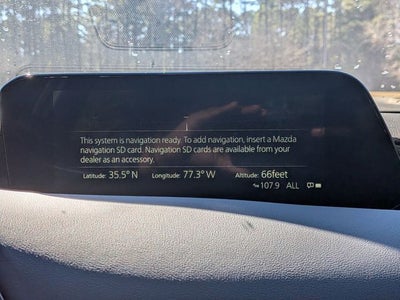 This system is navigation ready. To add navigation, insert a Mazda
navigation SD card. Navigation SD cards are available from your
dealer as an accessory.
Latitude: 35.5° N Longitude: 77.3° W Altitude: 66feet
107.9 ALL